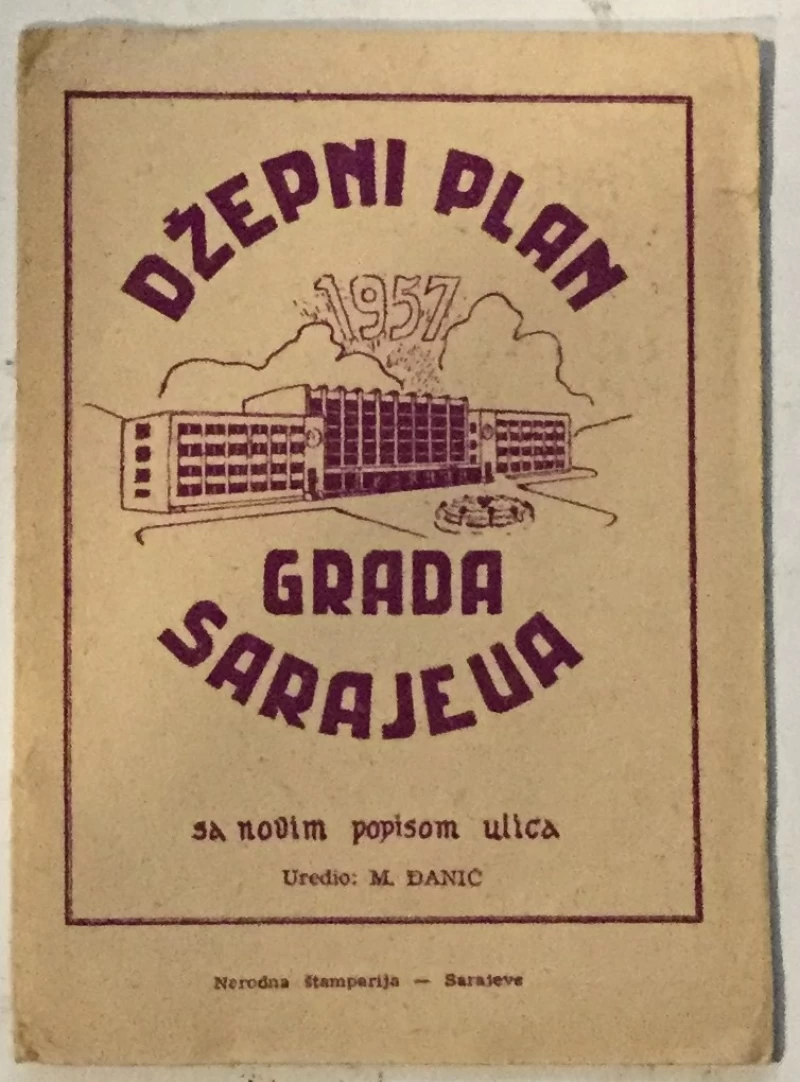 DŽEPNI PLAN
1957
GRADA
SARAJEVA
sa novim popisom ulica
Uredio: M. ĐANIĆ
Narodna štamparija — Sarajevo